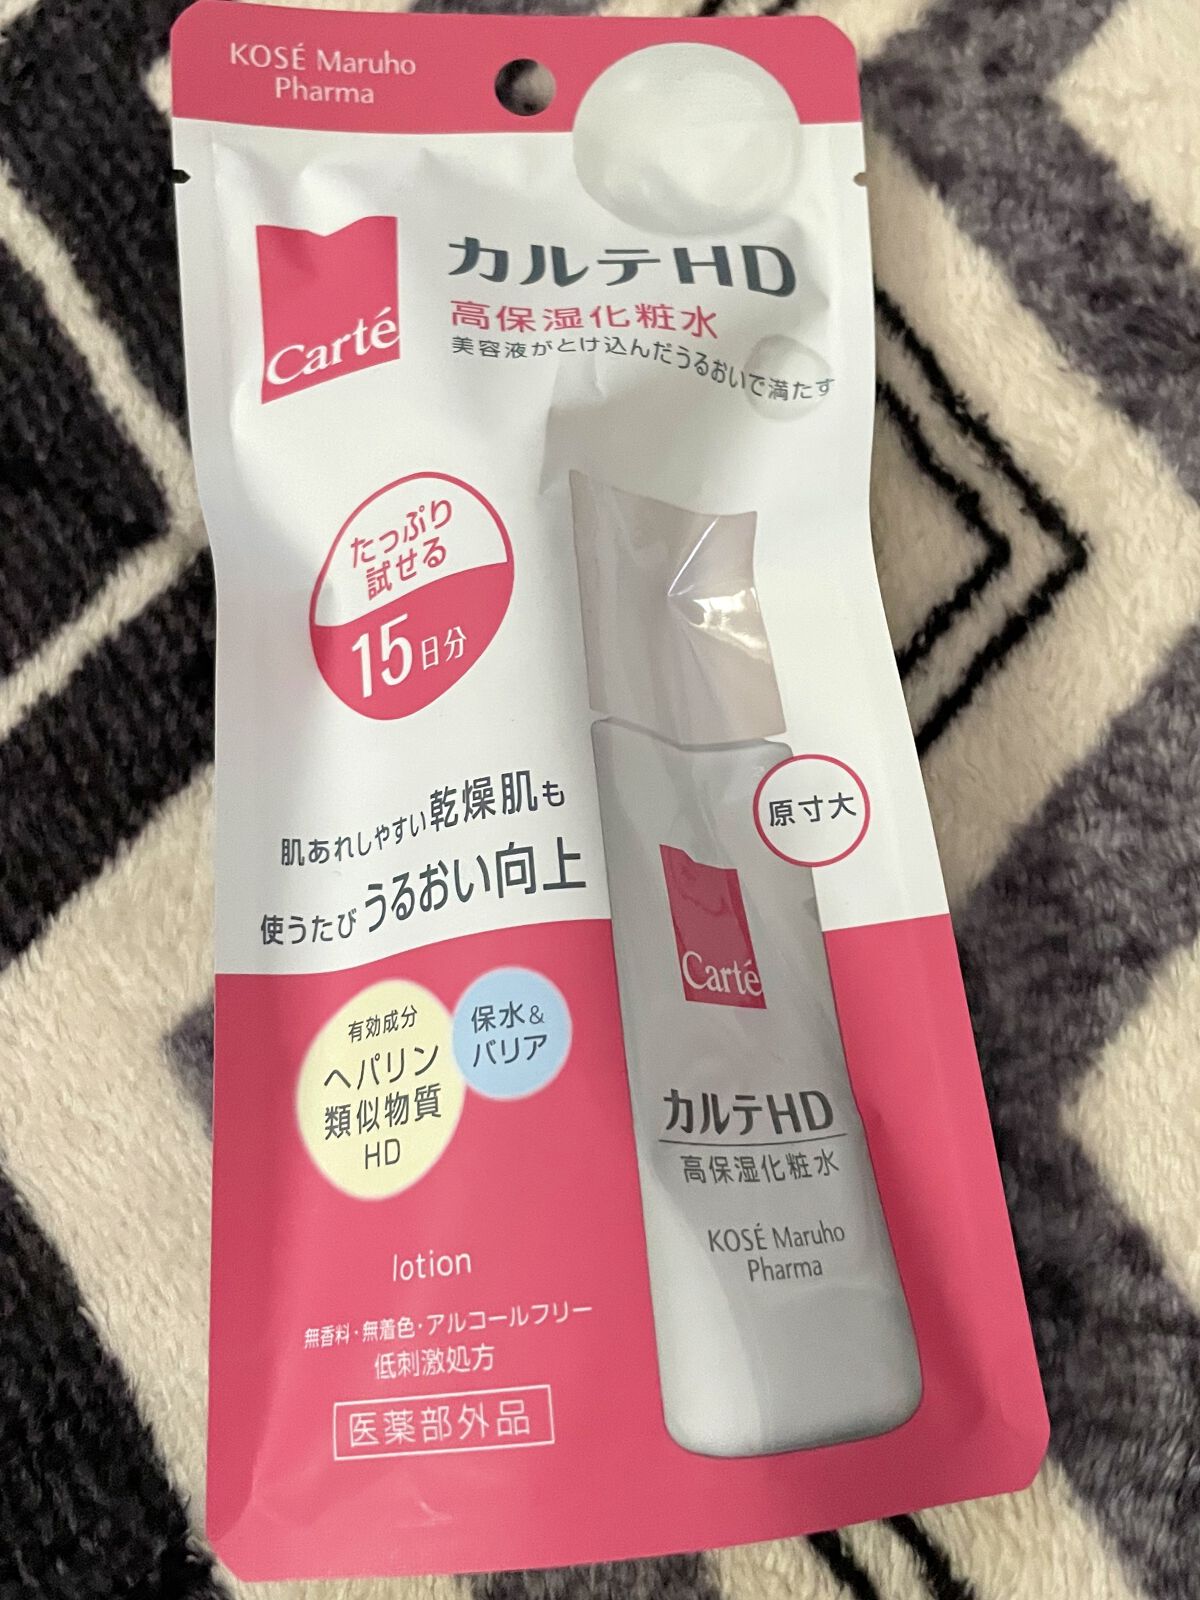 KOSÉ Maruho
Pharma
Carté
カルテHD
高保湿化粧水
美容液がとけ込んだうるおいで満たす
たっぷり
試せる
15日分
原寸大
肌あれしやすい乾燥肌も
使うたびうるおい向上
有効成分
ヘパリン
類似物質
HD
保水&
バリア
Carté
カルテHD
高保湿化粧水
KOSÉ Maruho
Pharma
lotion
無香料・無着色・アルコールフリー
低刺激処方
医薬部外品